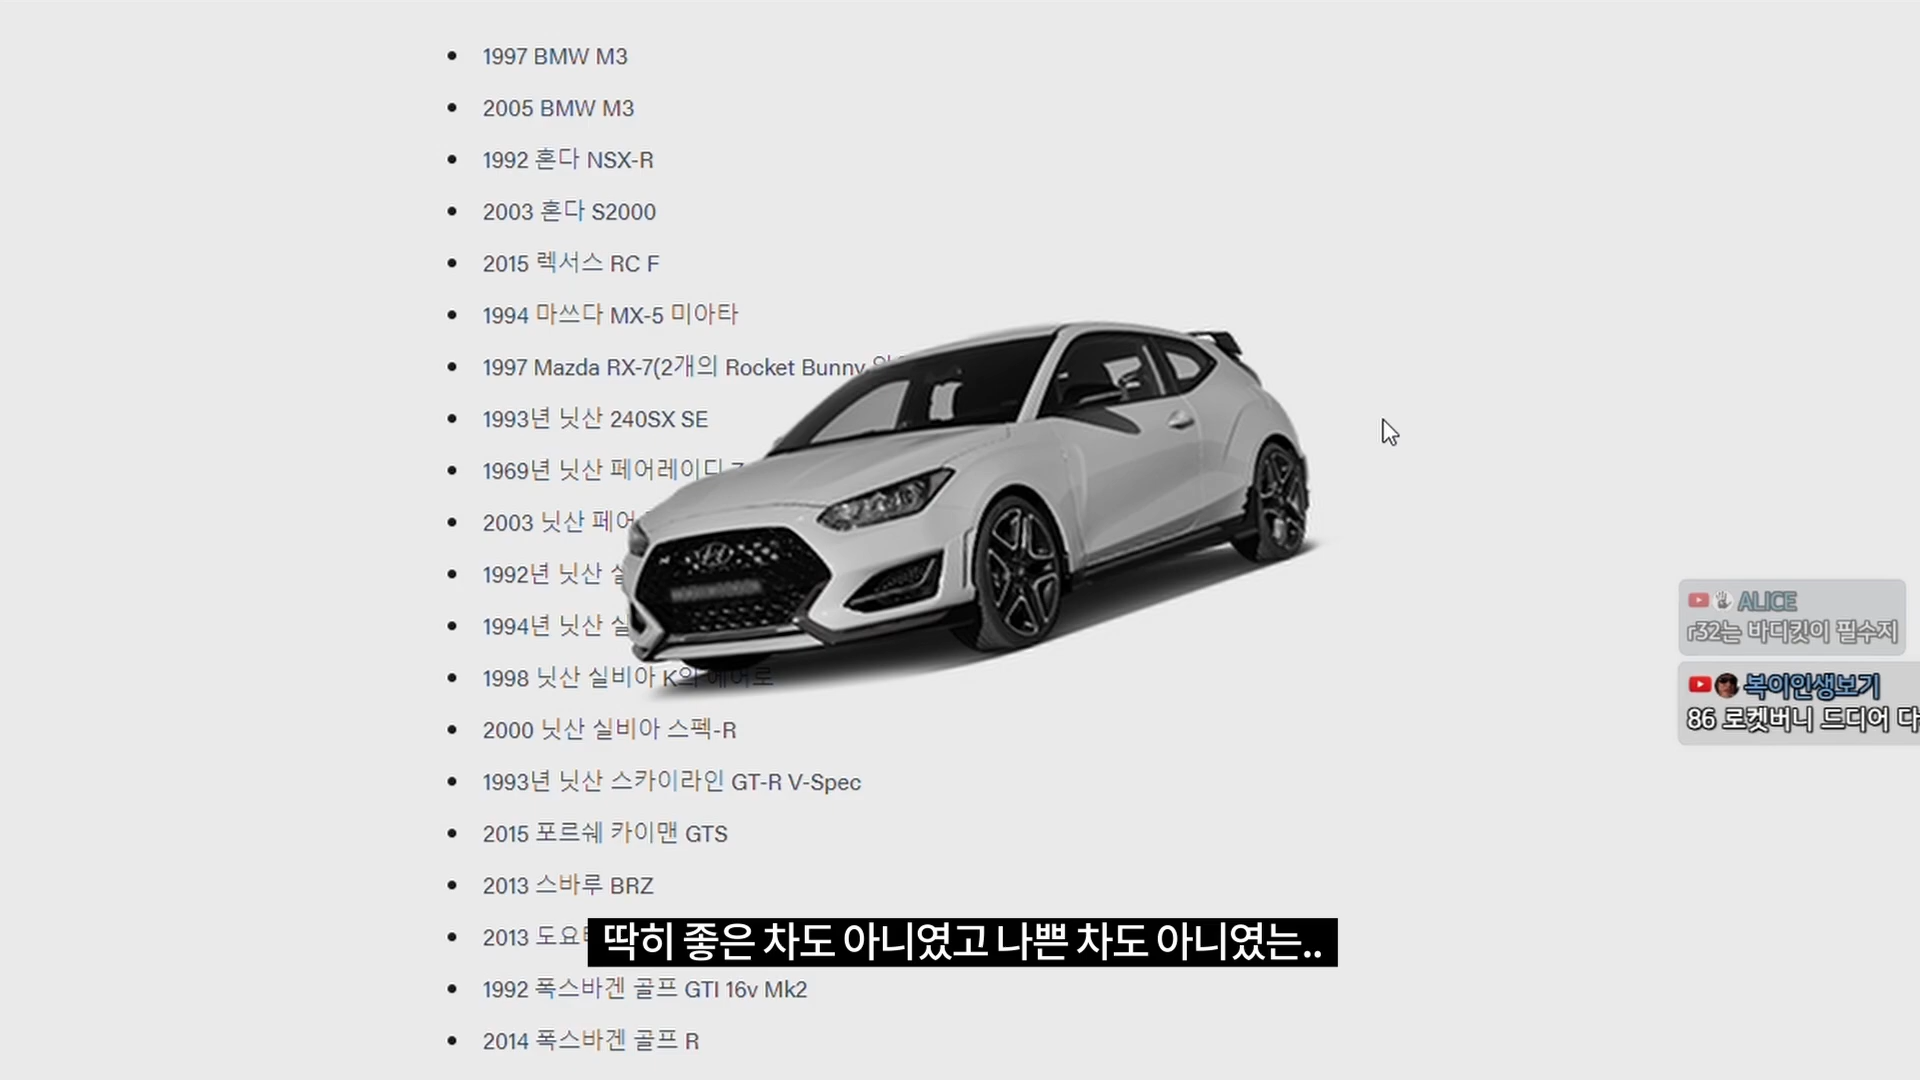 1997 BMW M3
2005 BMW M3
1992 혼다 NSX-R
2003 혼다 S2000
2015 렉서스 RC F
1994 마쓰다 MX-5 미아타
1997 Mazda RX-7(2개의 Rocket Bunny
1993년 닛산 240SX SE
1969년 닛산 페어레이디
2003 닛산 페어
1992년 닛산
1994년 닛산
1998 닛산 실비아 K의 에어로
2000 닛산 실비아 스펙-R
1993년 닛산 스카이라인 GT-R V-Spec
2015 포르쉐 카이맨 GTS
2013 스바루 BRZ
2013 도요
딱히 좋은 차도 아니였고 나쁜 차도 아니였는..
1992 폭스바겐 골프 GTI 16v Mk2
2014 폭스바겐 골프 R
ALICE
r32는 바디킷이 필수지
복이인생보기
86 로켓버니 드디어 다